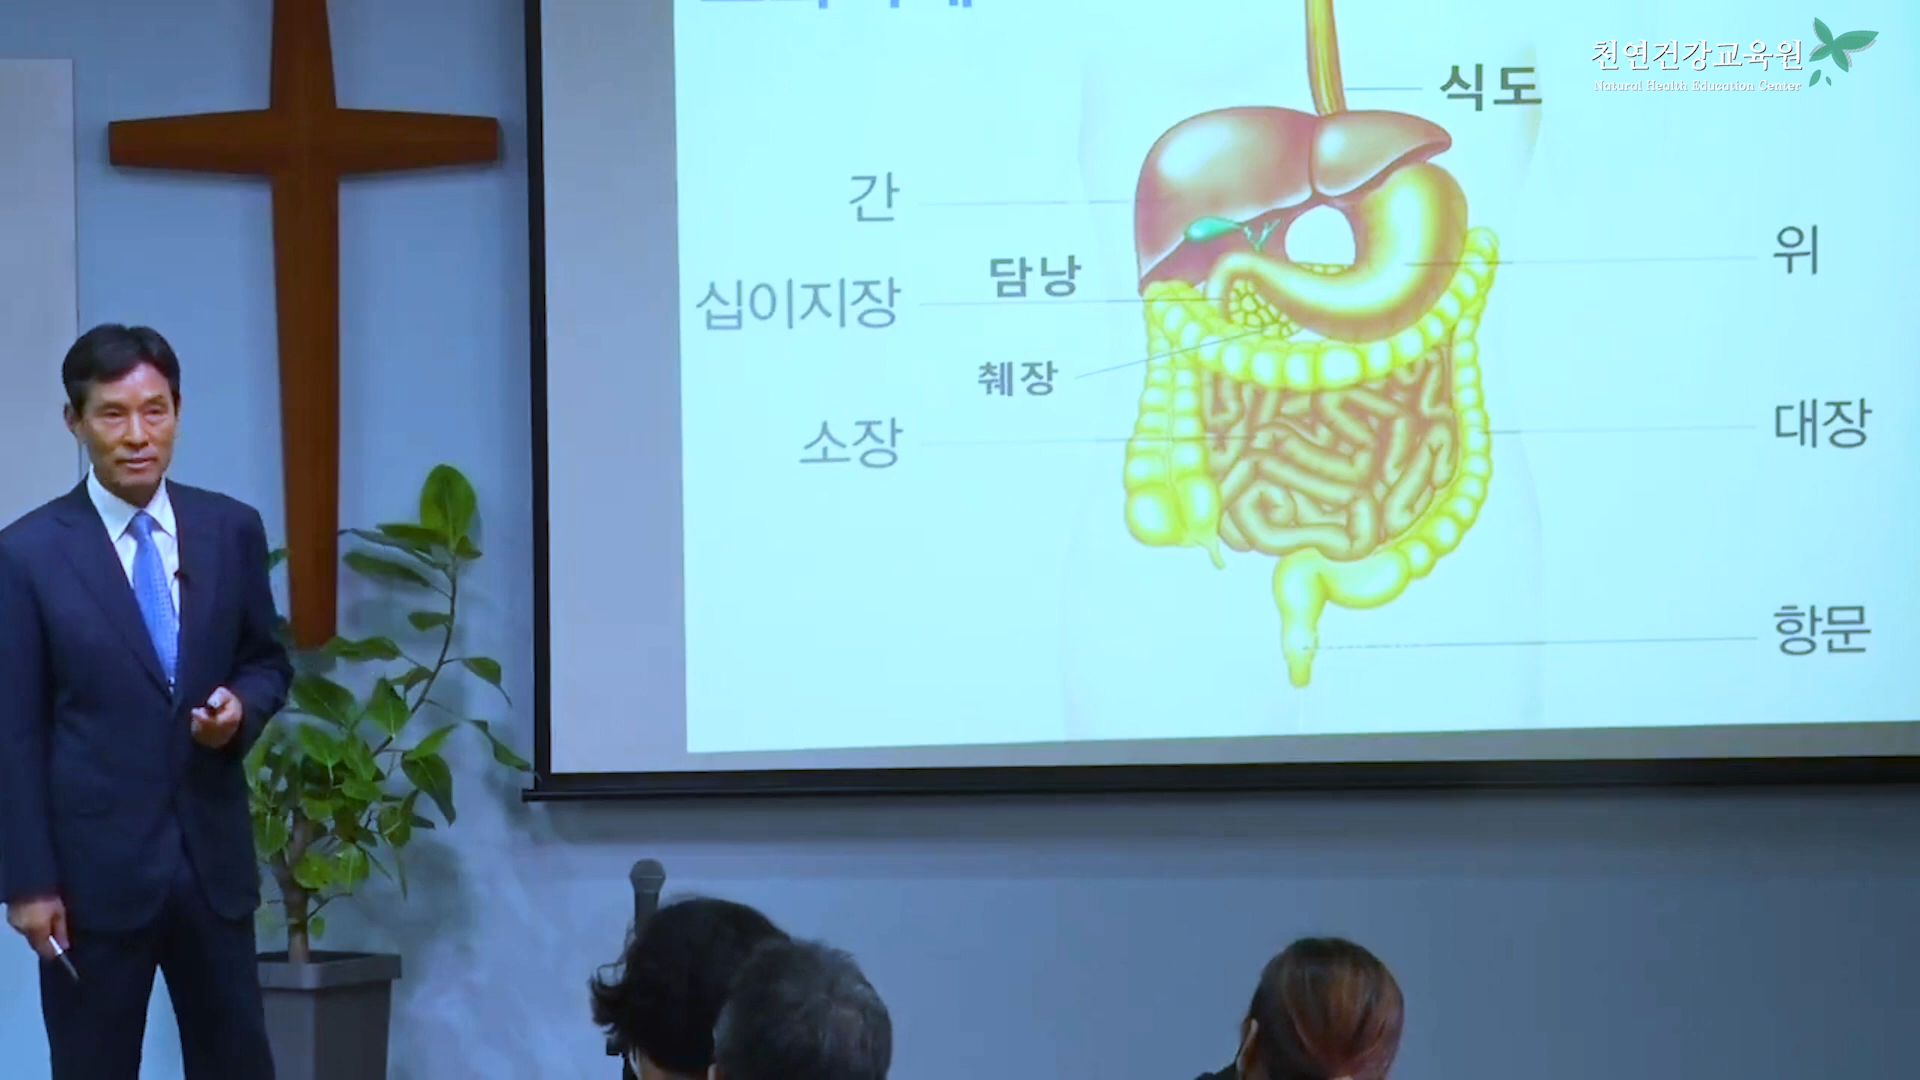 천연건강교육원
Natural Health Education Center
식도
간
위
담낭
십이지장
췌장
대장
소장
항문